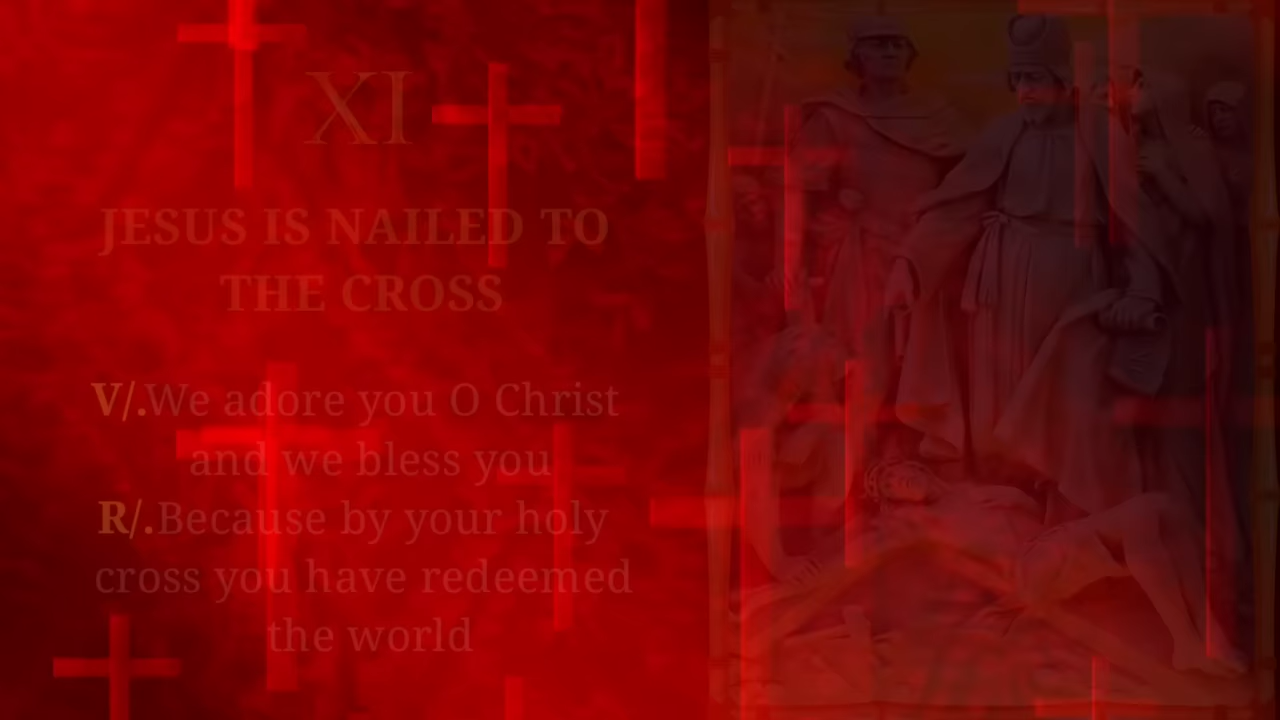 XI
JESUS IS NAILED TO
THE CROSS
V/.We adore you O Christ
and we bless you
R/.Because by your holy
cross you have redeemed
the world